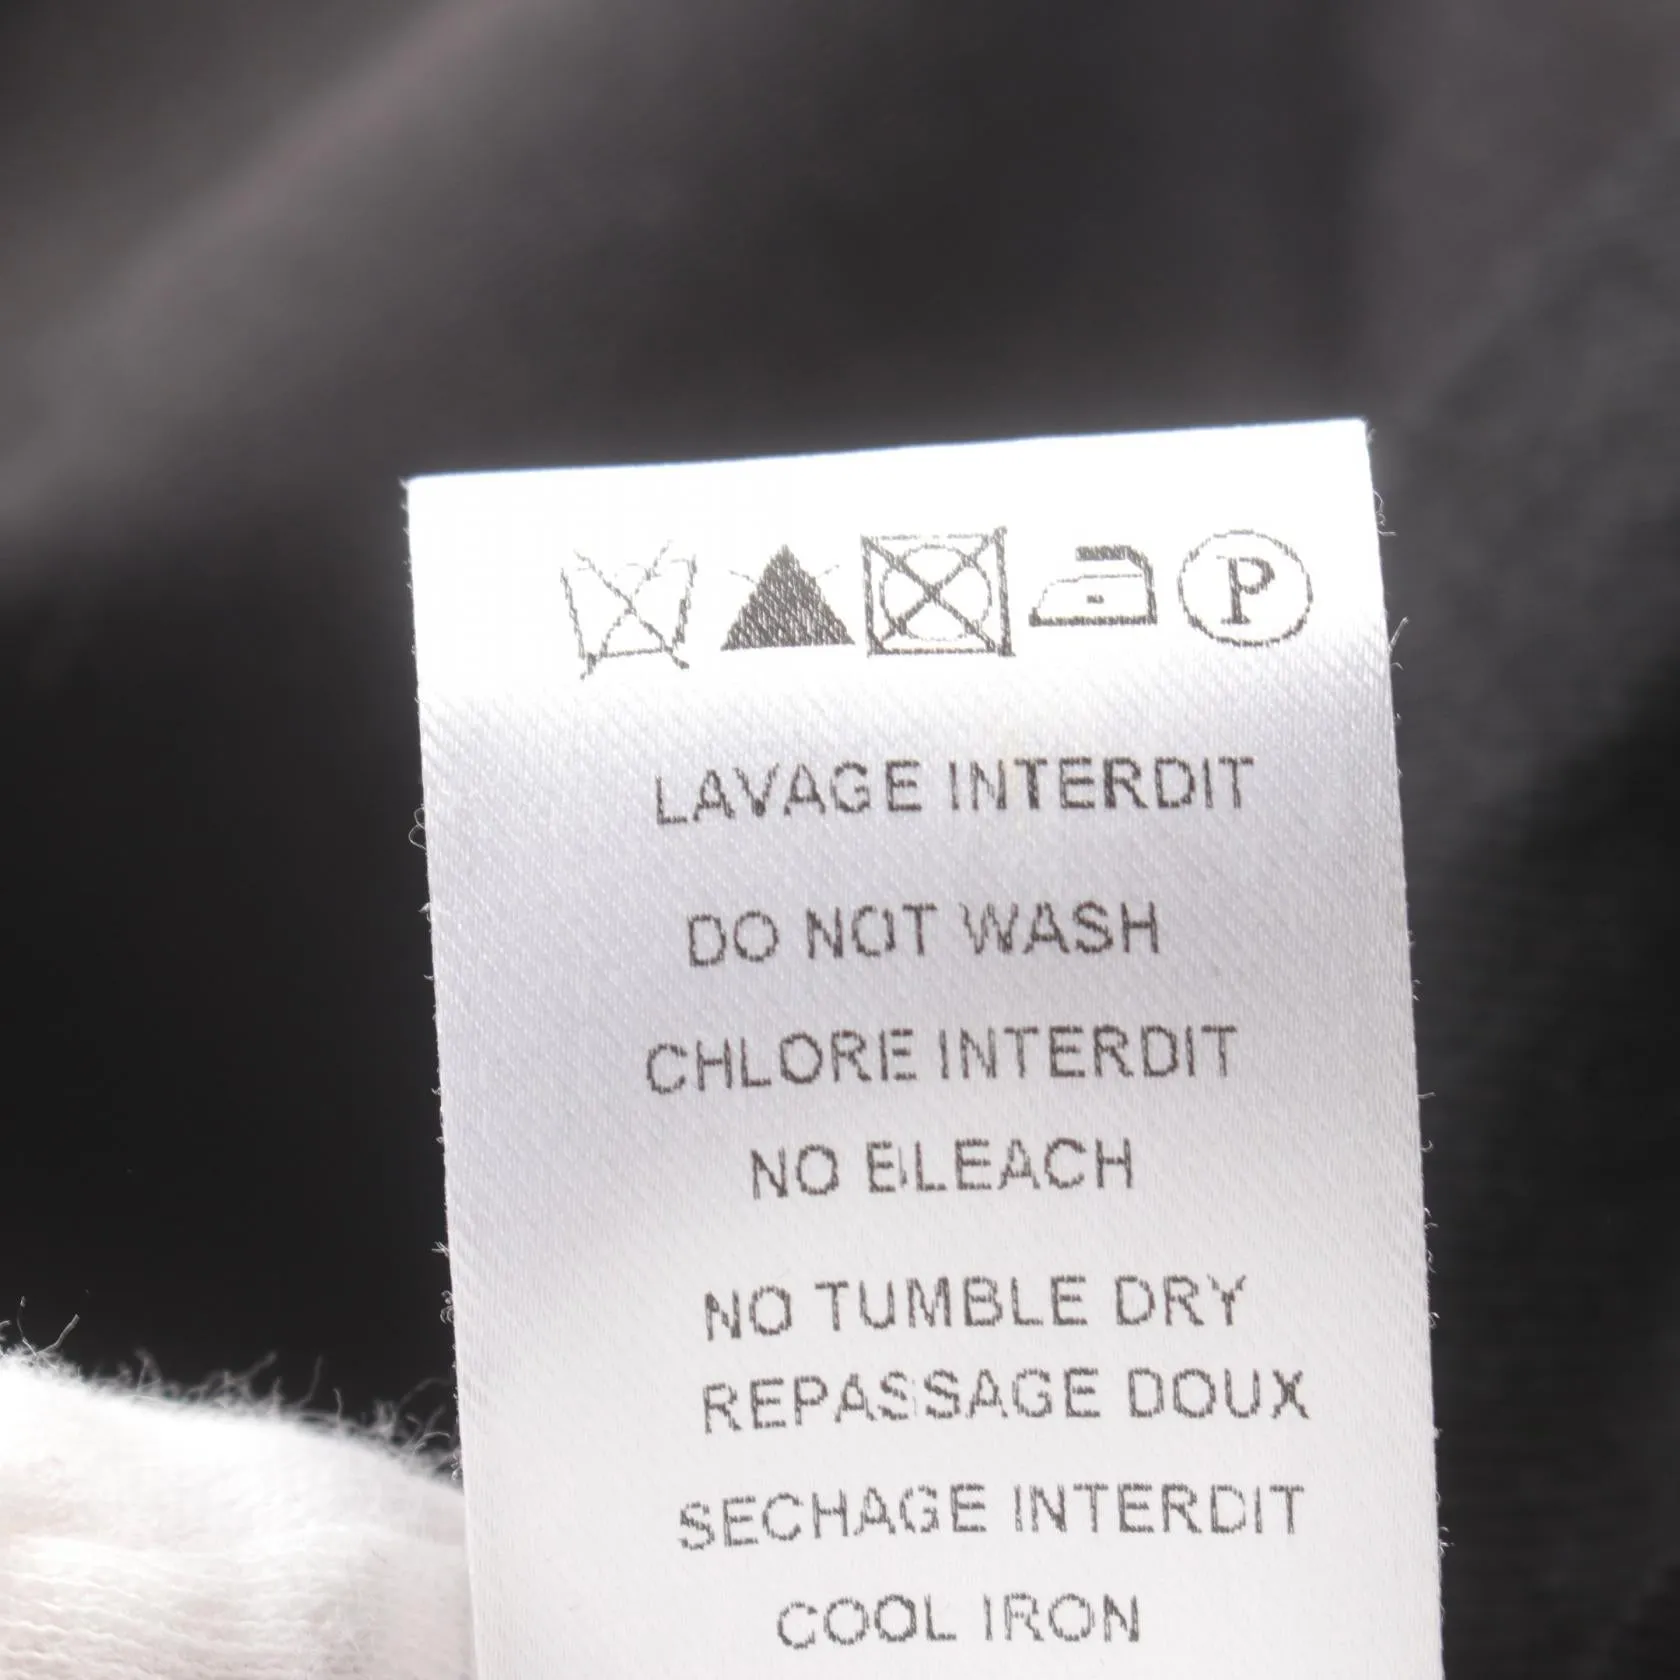 P
LAVAGE INTERDIT
DO NOT WASH
CHLORE INTERDIT
NO BLEACH
NO TUMBLE DRY
REPASSAGE DOUX
SECHAGE INTERDIT
COOL IRON